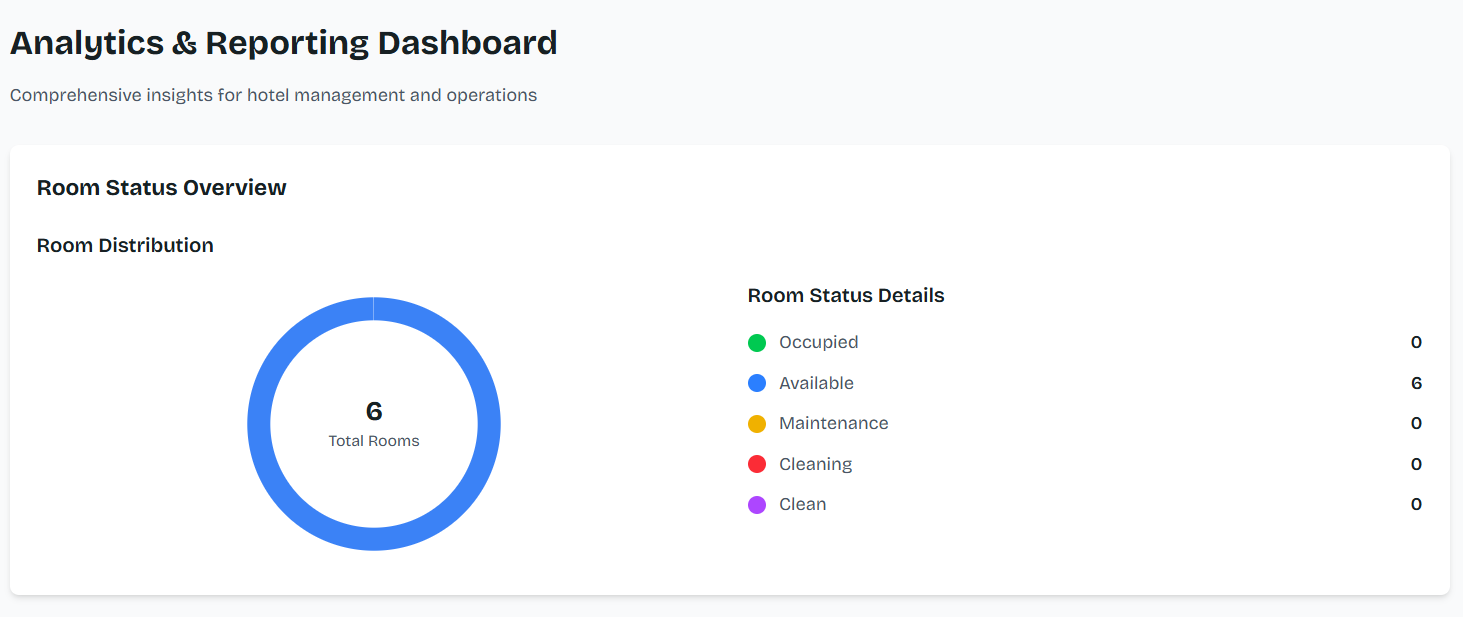 Analytics & Reporting Dashboard
Comprehensive insights for hotel management and operations
Room Status Overview
Room Distribution
6
Total Rooms
Room Status Details
Occupied 0
Available 6
Maintenance 0
Cleaning 0
Clean 0